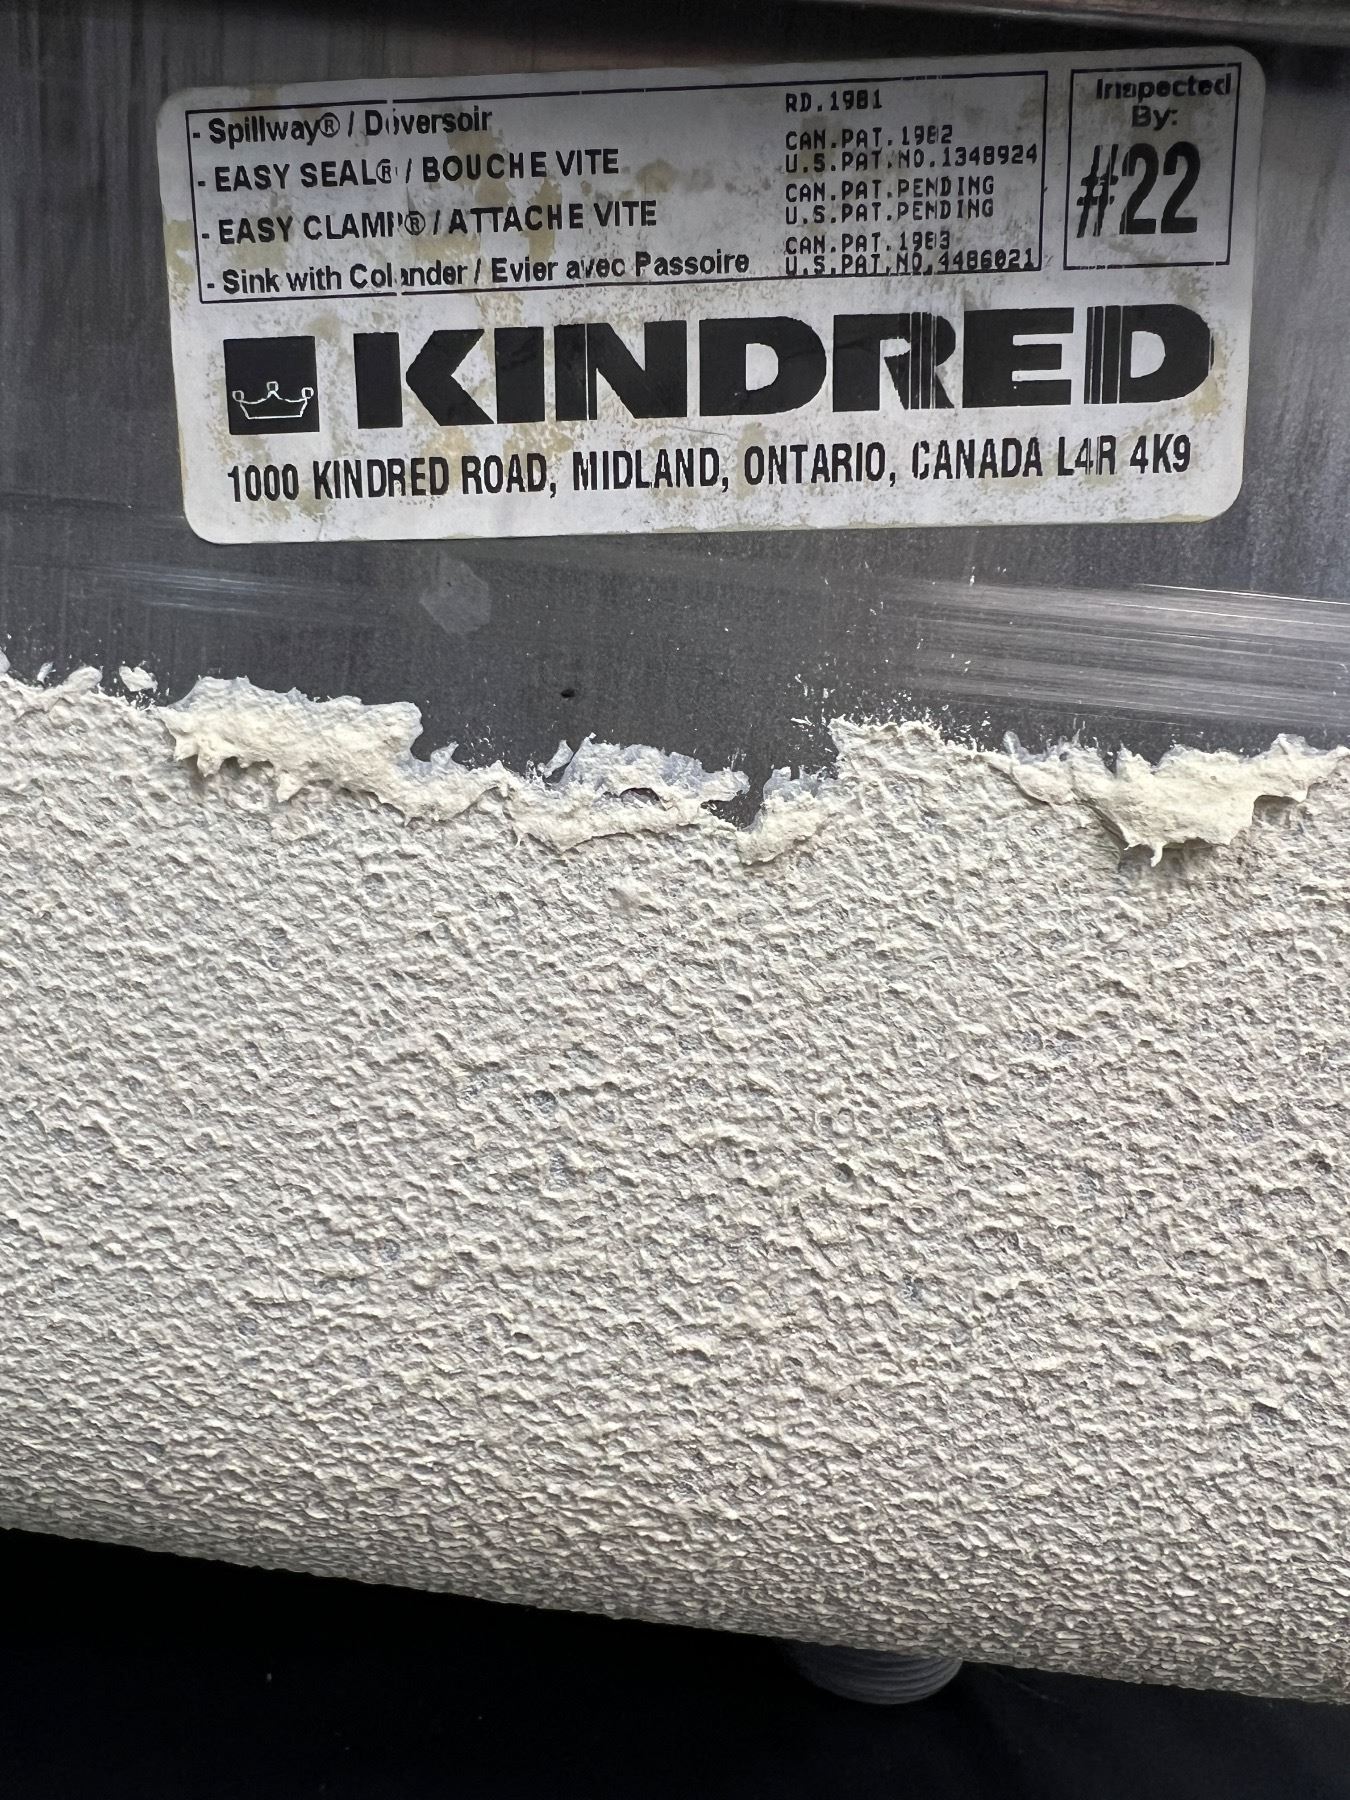 - Spillway® / Déversoir RD.1981
CAN.PAT.1982
- EASY SEAL® / BOUCHE VITE U.S.PAT.NO.1348924
CAN.PAT.PENDING
- EASY CLAMP® / ATTACHE VITE U.S.PAT.PENDING
CAN.PAT.1983
- Sink with Colander / Evier avec Passoire U.S.PAT.NO.4486021
Inspected
By:
#22
KINDRED
1000 KINDRED ROAD, MIDLAND, ONTARIO, CANADA L4R 4K9